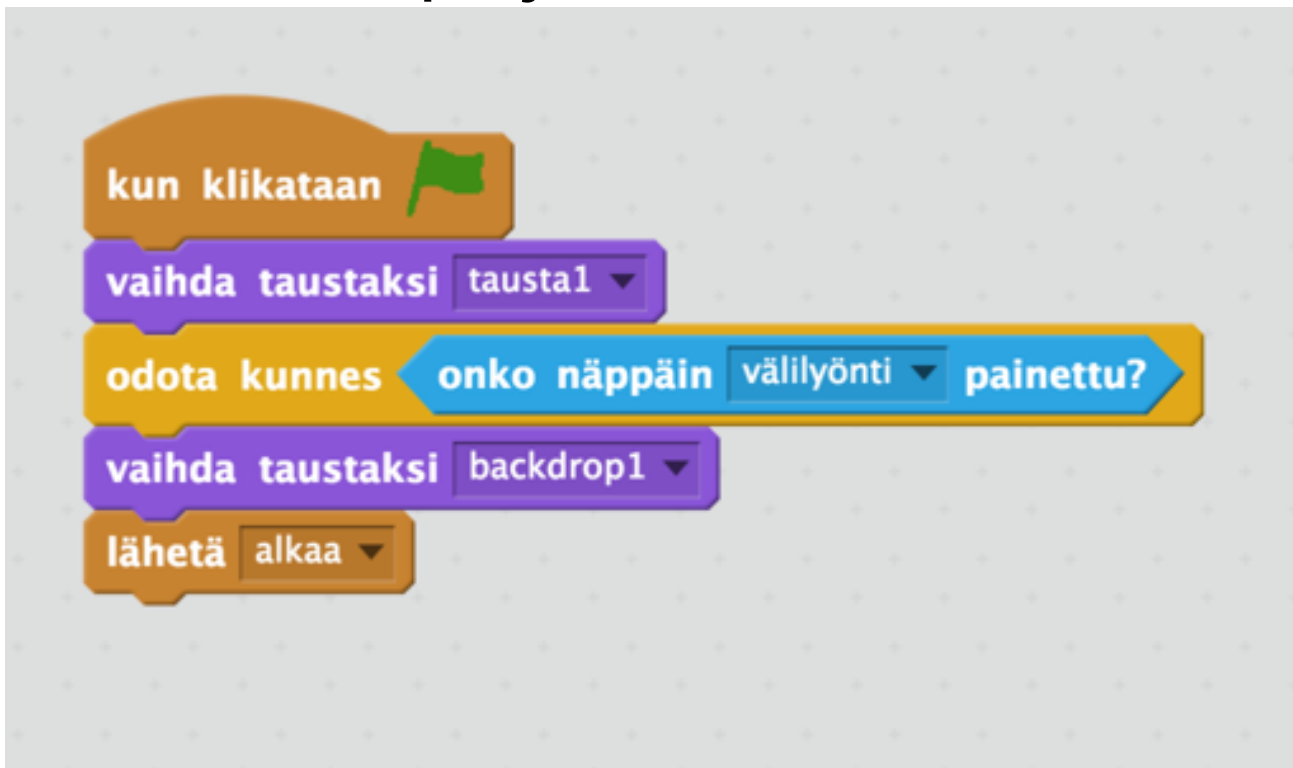 kun klikataan
vaihda taustaksi tausta1
odota kunnes onko näppäin välilyönti painettu?
vaihda taustaksi backdrop1
lähetä alkaa